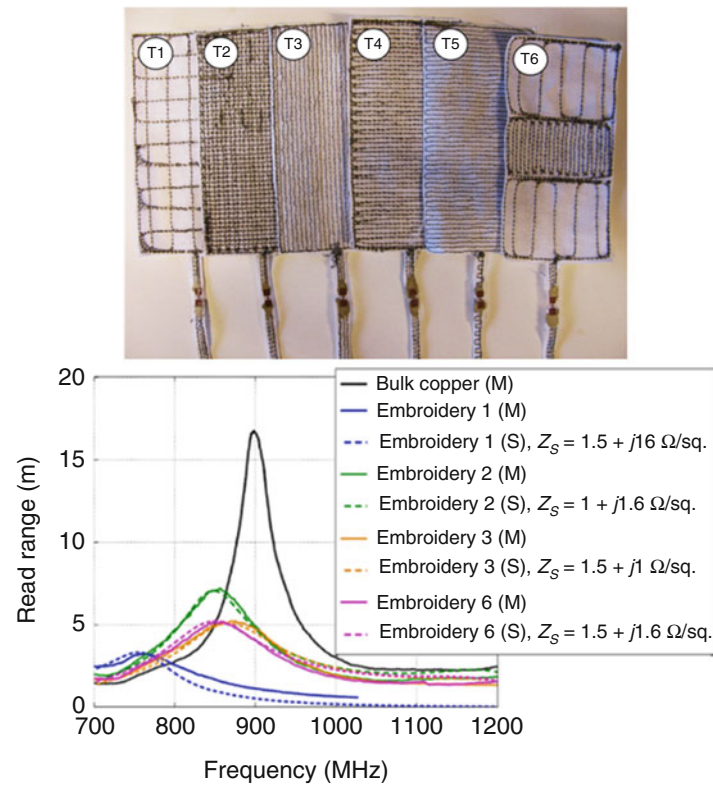 T1 T2 T3 T4 T5 T6
20
15
10
5
0
700 800 900 1000 1100 1200
Read range (m)
Frequency (MHz)
Bulk copper (M)
Embroidery 1 (M)
Embroidery 1 (S), Z_S = 1.5 + j16 Ω/sq.
Embroidery 2 (M)
Embroidery 2 (S), Z_S = 1 + j1.6 Ω/sq.
Embroidery 3 (M)
Embroidery 3 (S), Z_S = 1.5 + j1 Ω/sq.
Embroidery 6 (M)
Embroidery 6 (S), Z_S = 1.5 + j1.6 Ω/sq.